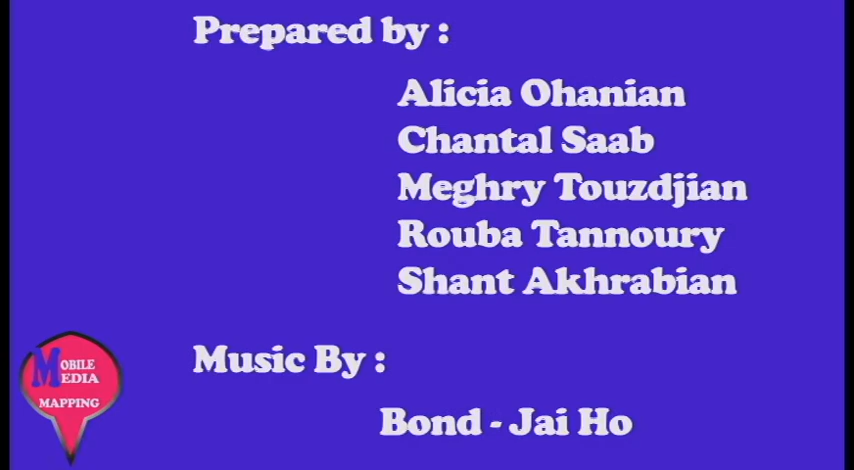 Prepared by :
Alicia Ohanian
Chantal Saab
Meghry Touzdjian
Rouba Tannoury
Shant Akhrabian
Music By :
Bond - Jai Ho
MOBILE
MEDIA
MAPPING